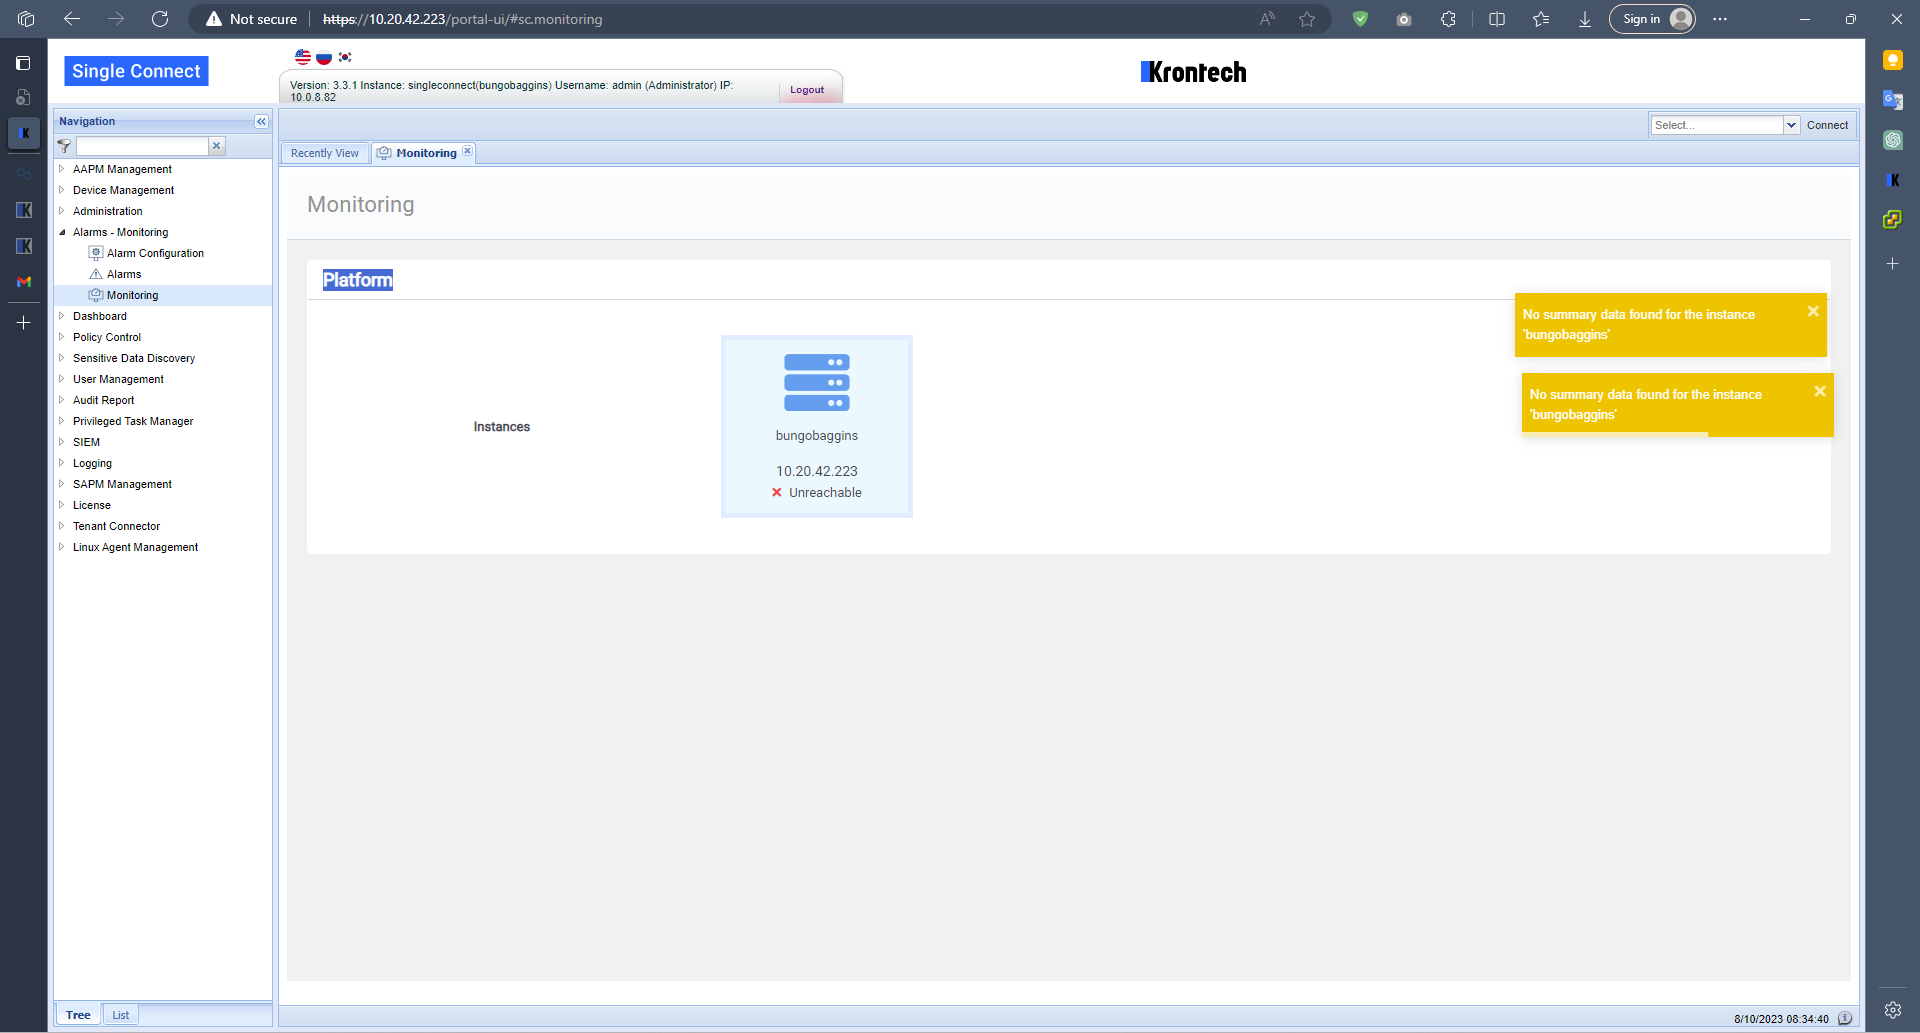 Not secure
https://10.20.42.223/portal-ui/#sc.monitoring
Sign in
Single Connect
Version: 3.3.1 Instance: singleconnect(bungobaggins) Username: admin (Administrator) IP:
10.0.8.82
Logout
Krontech
Navigation
Select...
Connect
Recently View
Monitoring
AAPM Management
Device Management
Administration
Alarms - Monitoring
Alarm Configuration
Alarms
Monitoring
Dashboard
Policy Control
Sensitive Data Discovery
User Management
Audit Report
Privileged Task Manager
SIEM
Logging
SAPM Management
License
Tenant Connector
Linux Agent Management
Monitoring
Platform
Instances
bungobaggins
10.20.42.223
Unreachable
No summary data found for the instance
'bungobaggins'
No summary data found for the instance
'bungobaggins'
Tree
List
8/10/2023 08:34:40